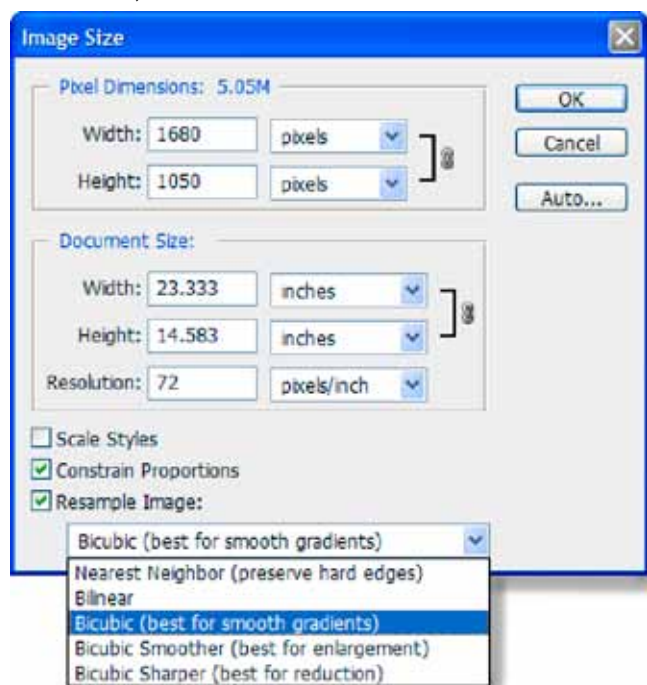 Image Size
Pixel Dimensions: 5.05M
OK
Width: 1680 pixels
Cancel
Height: 1050 pixels
Auto...
Document Size:
Width: 23.333 inches
Height: 14.583 inches
Resolution: 72 pixels/inch
Scale Styles
Constrain Proportions
Resample Image:
Bicubic (best for smooth gradients)
Nearest Neighbor (preserve hard edges)
Bilinear
Bicubic (best for smooth gradients)
Bicubic Smoother (best for enlargement)
Bicubic Sharper (best for reduction)